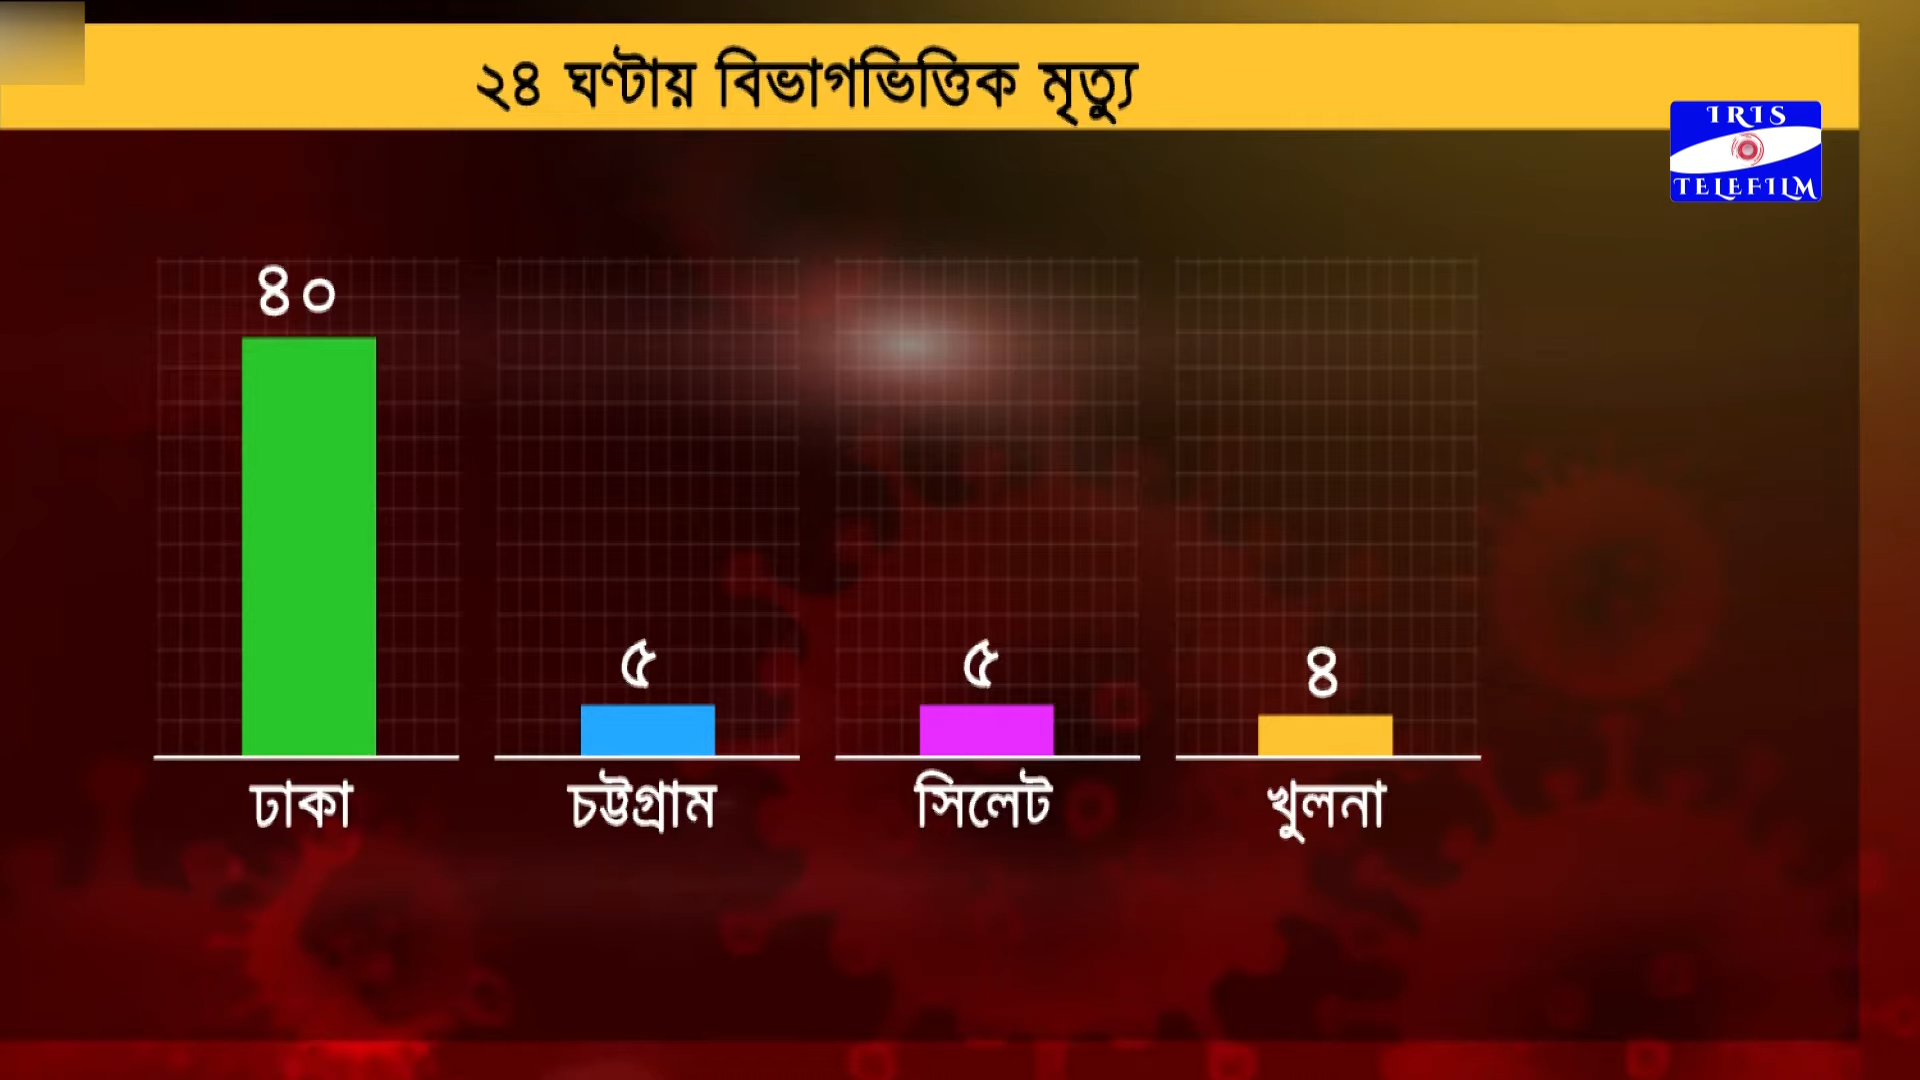 ২৪ ঘণ্টায় বিভাগভিত্তিক মৃত্যু
IRIS
TELEFILM
৪০
৫
৫
৪
ঢাকা
চট্টগ্রাম
সিলেট
খুলনা